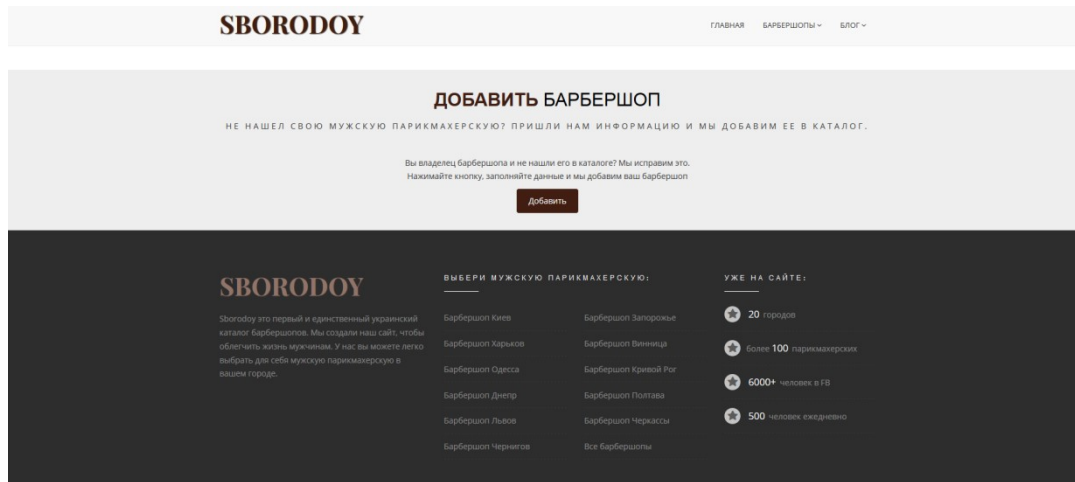 SBORODOY
ГЛАВНАЯ БАРБЕРШОПЫ БЛОГ
ДОБАВИТЬ БАРБЕРШОП
НЕ НАШЕЛ СВОЮ МУЖСКУЮ ПАРИКМАХЕРСКУЮ? ПРИШЛИ НАМ ИНФОРМАЦИЮ И МЫ ДОБАВИМ ЕЕ В КАТАЛОГ.
Вы владелец барбершопа и не нашли его в каталоге? Мы исправим это.
Нажимайте кнопку, заполняйте данные и мы добавим ваш барбершоп
Добавить
SBORODOY
Sborodoy это первый и единственный украинский
каталог барбершопов. Мы создали наш сайт, чтобы
облегчить жизнь мужчинам. У нас вы можете легко
выбрать для себя мужскую парикмахерскую в
вашем городе.
ВЫБЕРИ МУЖСКУЮ ПАРИКМАХЕРСКУЮ:
Барбершоп Киев
Барбершоп Харьков
Барбершоп Одесса
Барбершоп Днепр
Барбершоп Львов
Барбершоп Чернигов
Барбершоп Запорожье
Барбершоп Винница
Барбершоп Кривой Рог
Барбершоп Полтава
Барбершоп Черкассы
Все барбершопы
УЖЕ НА САЙТЕ:
20 городов
более 100 парикмахерских
6000+ человек в FB
500 человек ежедневно